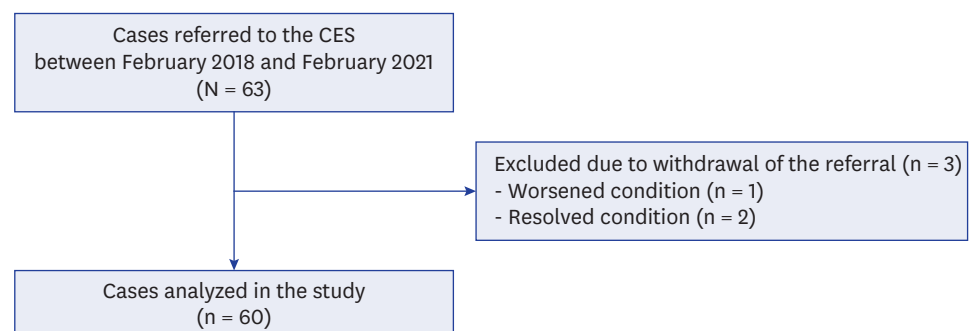 Cases referred to the CES
between February 2018 and February 2021
(N = 63)
Excluded due to withdrawal of the referral (n = 3)
- Worsened condition (n = 1)
- Resolved condition (n = 2)
Cases analyzed in the study
(n = 60)